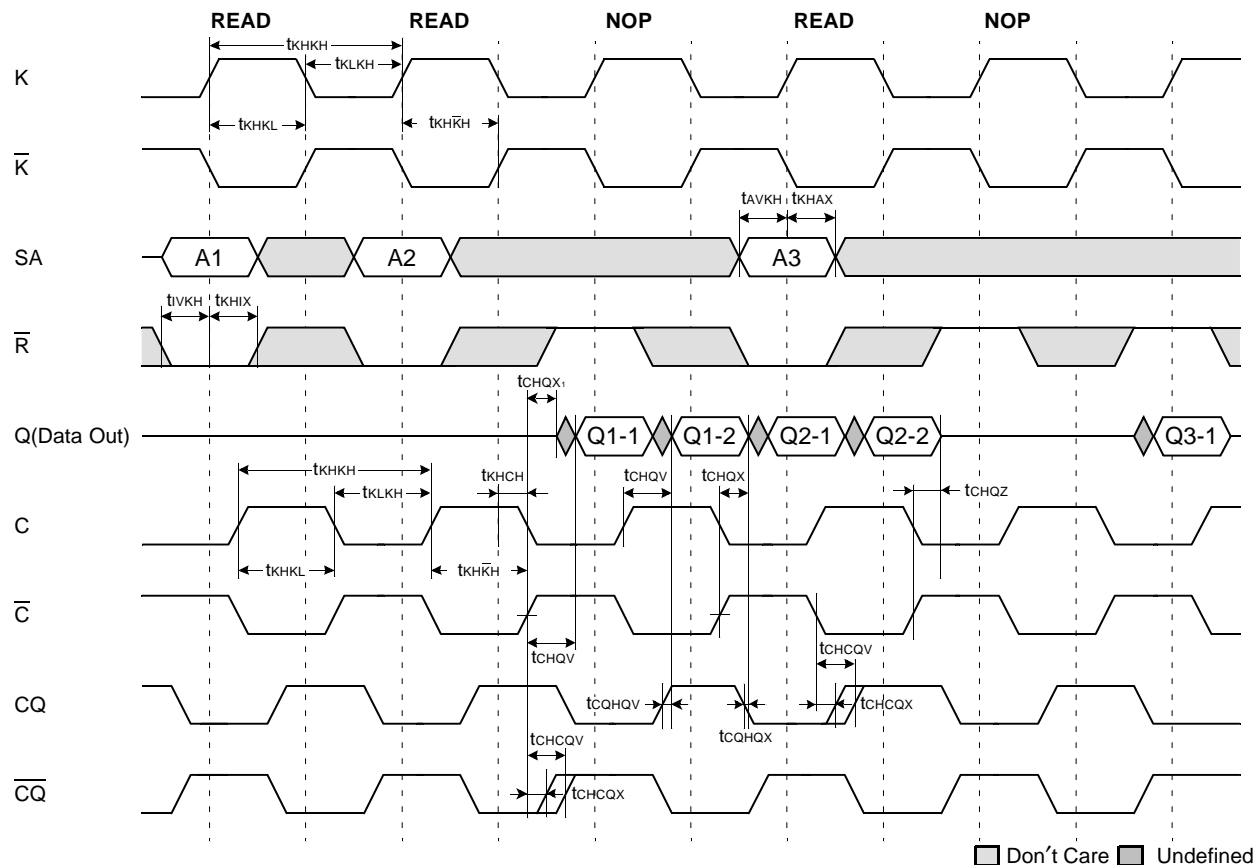 READ READ NOP READ NOP
tKHKH
tKLKH
K
tKHKL tKHK̅H
K̅
tAVKH tKHAX
SA A1 A2 A3
tIVKH tKHIX
R̅
tCHQX1
Q(Data Out) Q1-1 Q1-2 Q2-1 Q2-2 Q3-1
tKHKH tKHCH tCHQV tCHQX
tKLKH tCHQZ
C
tKHKL tKHK̅H
C̅
tCHQV tCHCQV
CQ tCQHQV tCHCQX
tCQHQX
tCHCQV
C̅Q̅ tCHCQX
Don′t Care Undefined